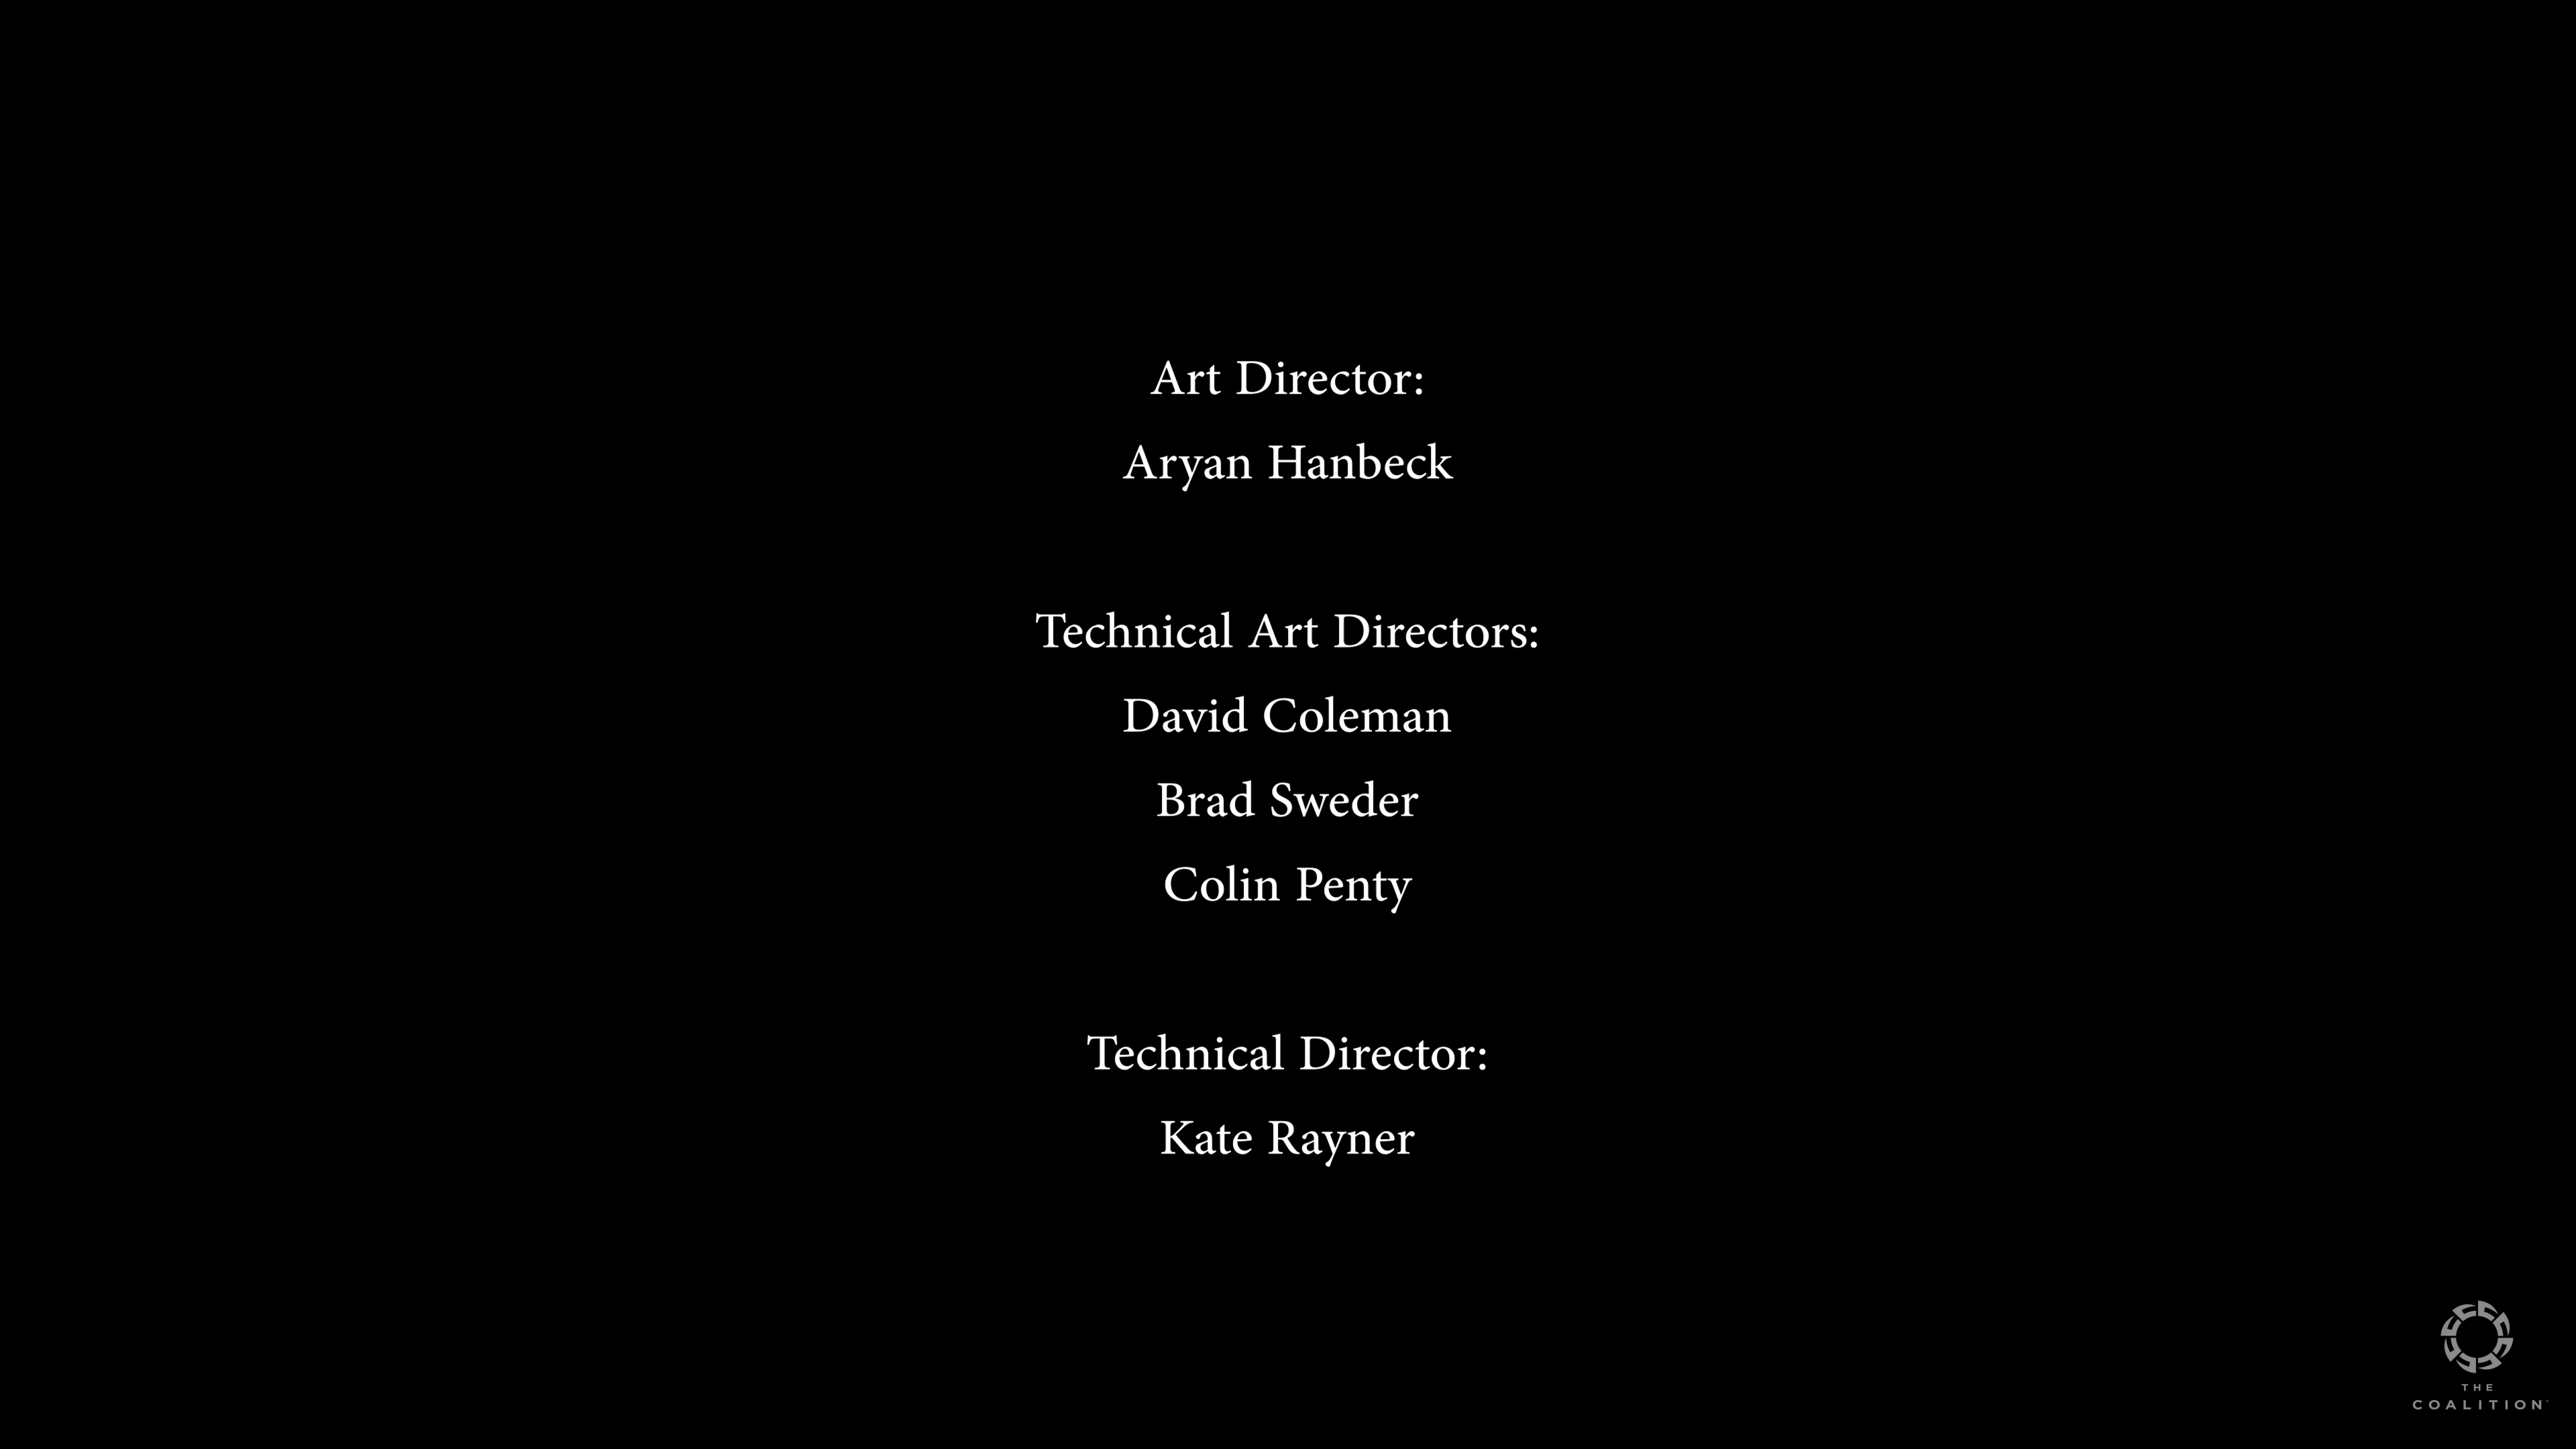 Art Director:
Aryan Hanbeck
Technical Art Directors:
David Coleman
Brad Sweder
Colin Penty
Technical Director:
Kate Rayner
THE
COALITION